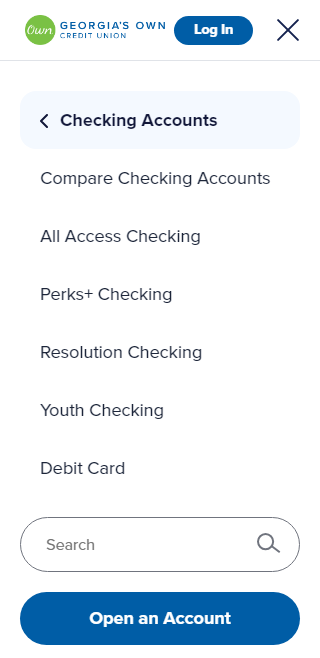 Own
GEORGIA'S OWN
CREDIT UNION
Log In
Checking Accounts
Compare Checking Accounts
All Access Checking
Perks+ Checking
Resolution Checking
Youth Checking
Debit Card
Search
Open an Account